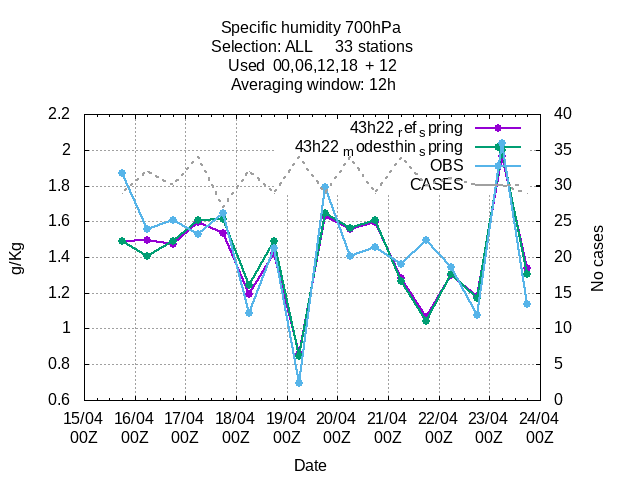 Specific humidity 700hPa
Selection: ALL 33 stations
Used 00,06,12,18 + 12
Averaging window: 12h
2.2
2
1.8
1.6
1.4
1.2
1
0.8
0.6
40
35
30
25
20
15
10
5
0
g/Kg
No cases
43h22 ref spring
43h22 modesthin spring
OBS
CASES
15/04 16/04 17/04 18/04 19/04 20/04 21/04 22/04 23/04 24/04
00Z 00Z 00Z 00Z 00Z 00Z 00Z 00Z 00Z 00Z
Date